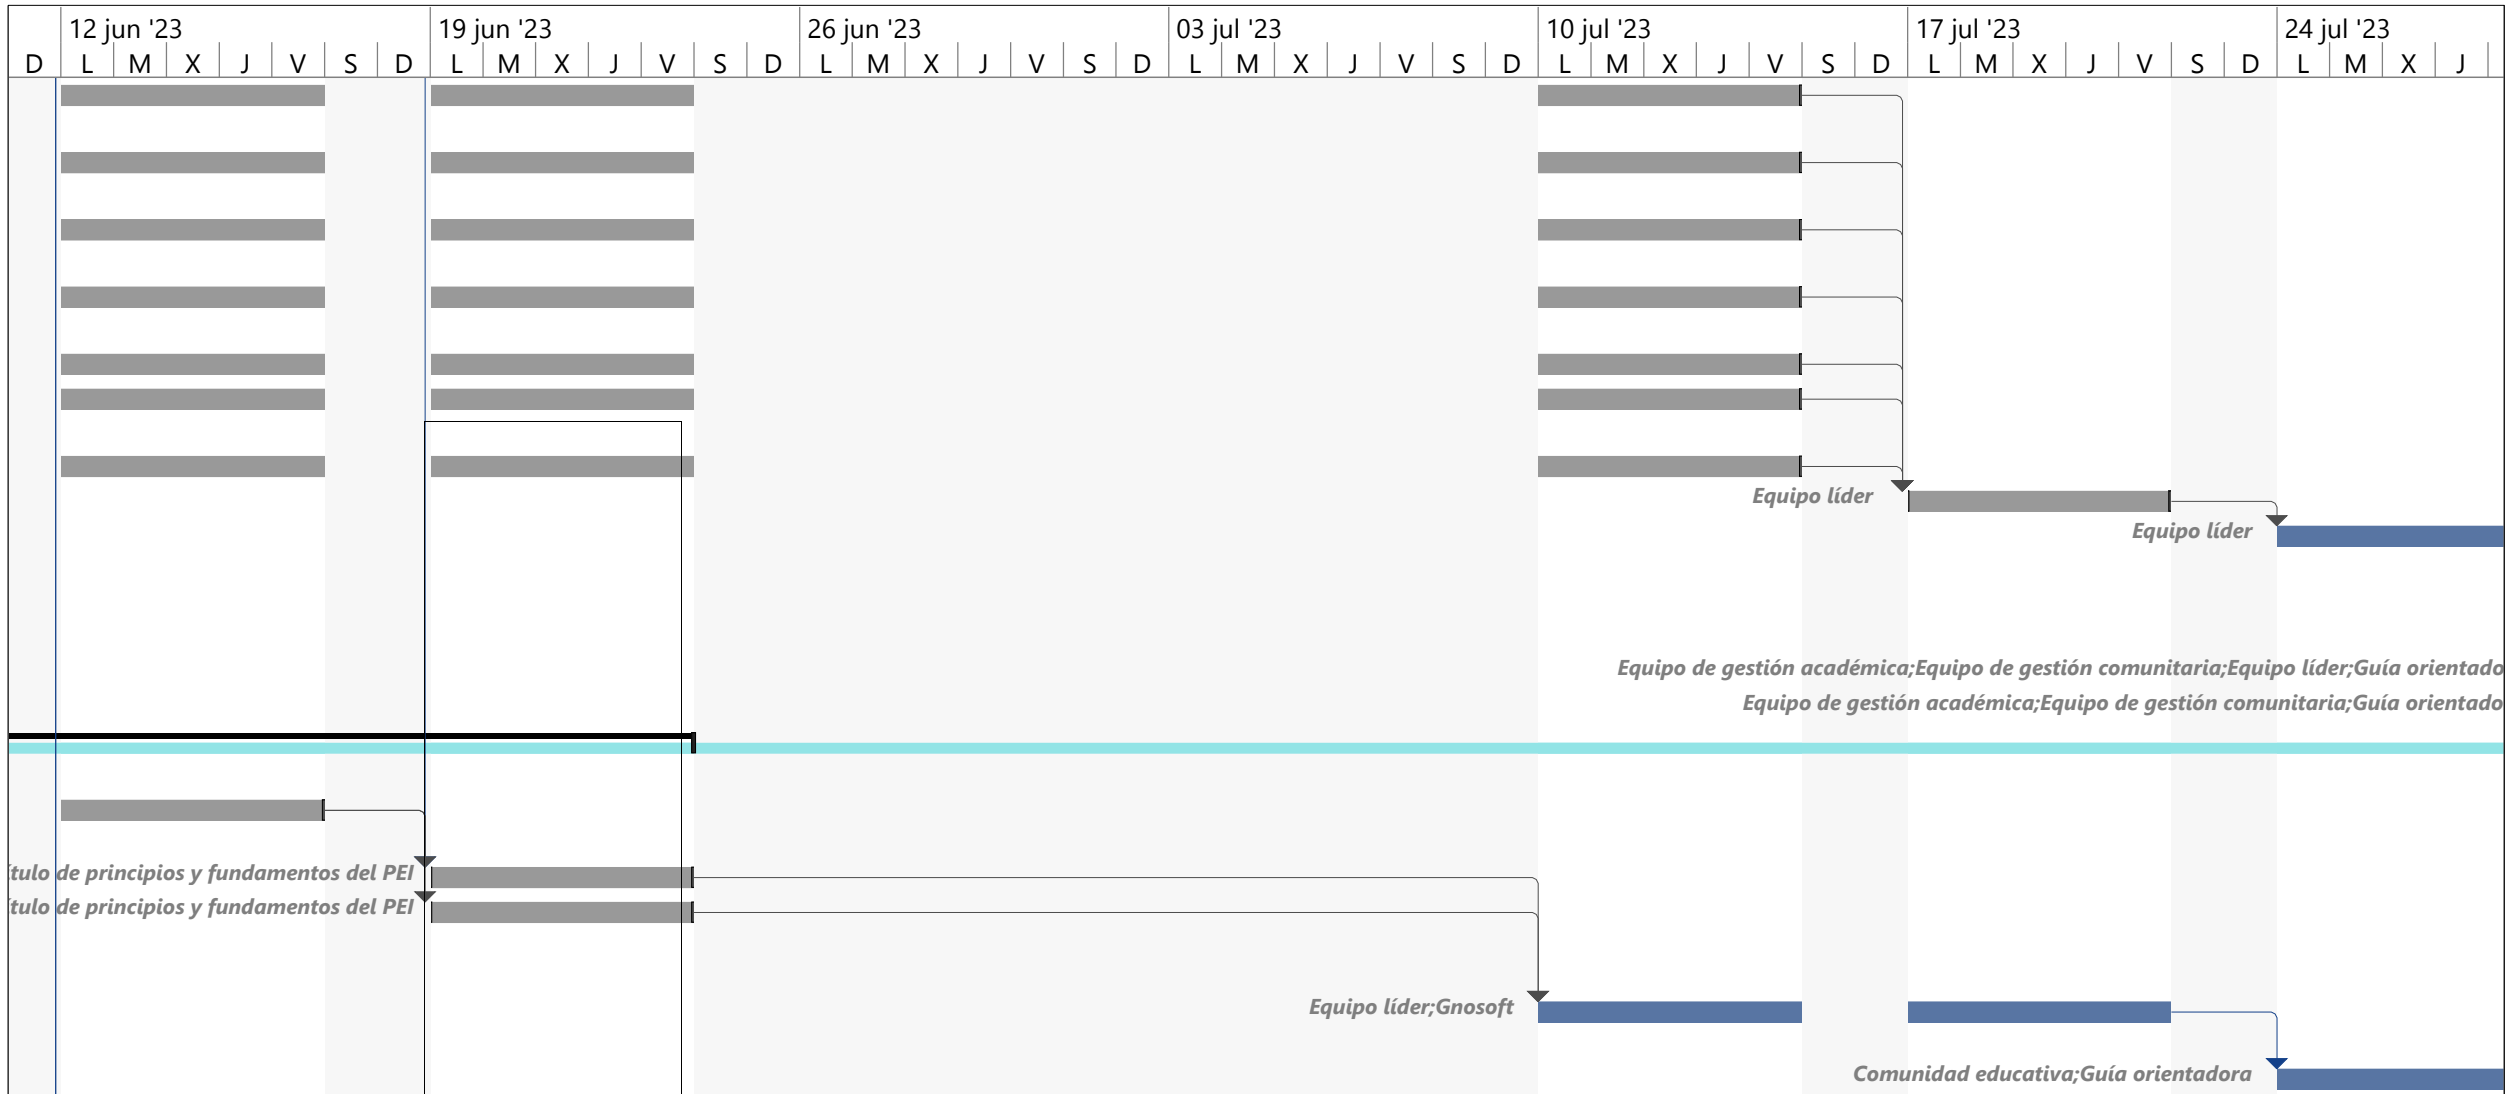 12 jun '23 19 jun '23 26 jun '23 03 jul '23 10 jul '23 17 jul '23 24 jul '23
D L M X J V S D L M X J V S D L M X J V S D L M X J V S D L M X J V S D L M X J V S D L M X J
Equipo líder
Equipo líder
Equipo de gestión académica;Equipo de gestión comunitaria;Equipo líder;Guía orientado
Equipo de gestión académica;Equipo de gestión comunitaria;Guía orientado
ítulo de principios y fundamentos del PEI
ítulo de principios y fundamentos del PEI
Equipo líder;Gnosoft
Comunidad educativa;Guía orientadora